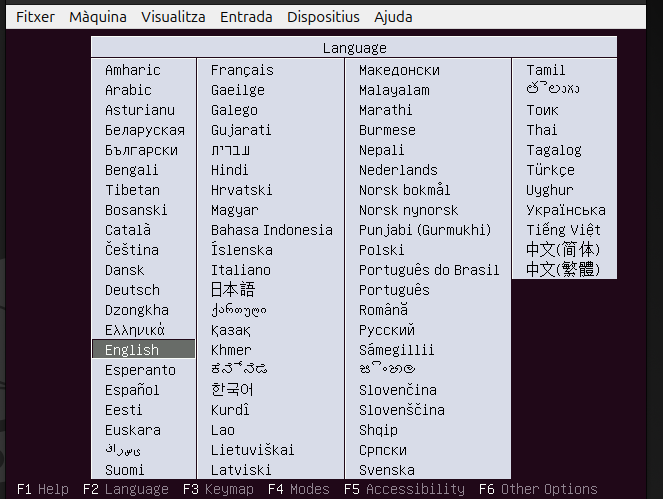 Fitxer Màquina Visualitza Entrada Dispositius Ajuda
Language
Amharic
Arabic
Asturianu
Беларуская
Български
Bengali
Tibetan
Bosanski
Català
Čeština
Dansk
Deutsch
Dzongkha
Ελληνικά
English
Esperanto
Español
Eesti
Euskara
Suomi
Français
Gaeilge
Galego
Gujarati
עברית
Hindi
Hrvatski
Magyar
Bahasa Indonesia
Íslenska
Italiano
日本語
ქართული
Қазақ
Khmer
ಕನ್ನಡ
한국어
Kurdî
Lao
Lietuviškai
Latviski
Македонски
Malayalam
Marathi
Burmese
Nepali
Nederlands
Norsk bokmål
Norsk nynorsk
Punjabi (Gurmukhi)
Polski
Português do Brasil
Português
Română
Русский
Sámegillii
සිංහල
Slovenčina
Slovenščina
Shqip
Српски
Svenska
Tamil
తెలుగు
Тоик
Thai
Tagalog
Türkçe
Uyghur
Українська
Tiếng Việt
中文(简体)
中文(繁體)
F1 Help F2 Language F3 Keymap F4 Modes F5 Accessibility F6 Other Options